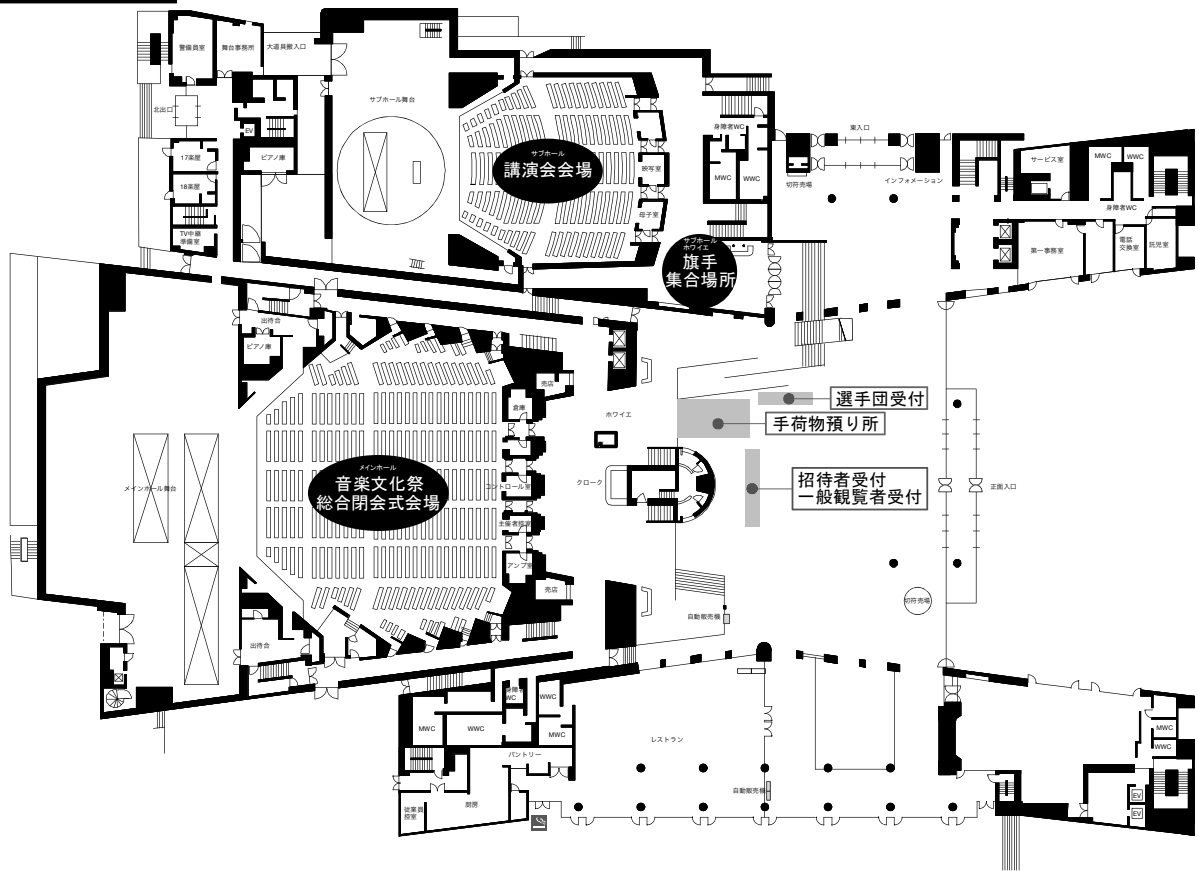 警備員室
舞台事務所
大道具搬入口
北出口
EV
ピアノ庫
17楽屋
18楽屋
TV中継
準備室
サブホール舞台
サブホール
講演会会場
映写室
母子室
身障者WC
MWC
WWC
切符売場
東入口
インフォメーション
サブホール
ホワイエ
旗手
集合場所
サービス室
MWC
WWC
身障者WC
第一事務室
電話
交換室
託児室
出待合
ピアノ庫
売店
倉庫
ホワイエ
選手団受付
手荷物預り所
招待者受付
一般観覧者受付
メインホール舞台
メインホール
音楽文化祭
総合閉会式会場
コントロール室
主催者控室
アンプ室
売店
クローク
正面入口
切符売場
自動販売機
出待合
身障者
WC
WWC
MWC
WWC
MWC
パントリー
レストラン
厨房
従業員
控室
自動販売機
MWC
WWC
EV
EV